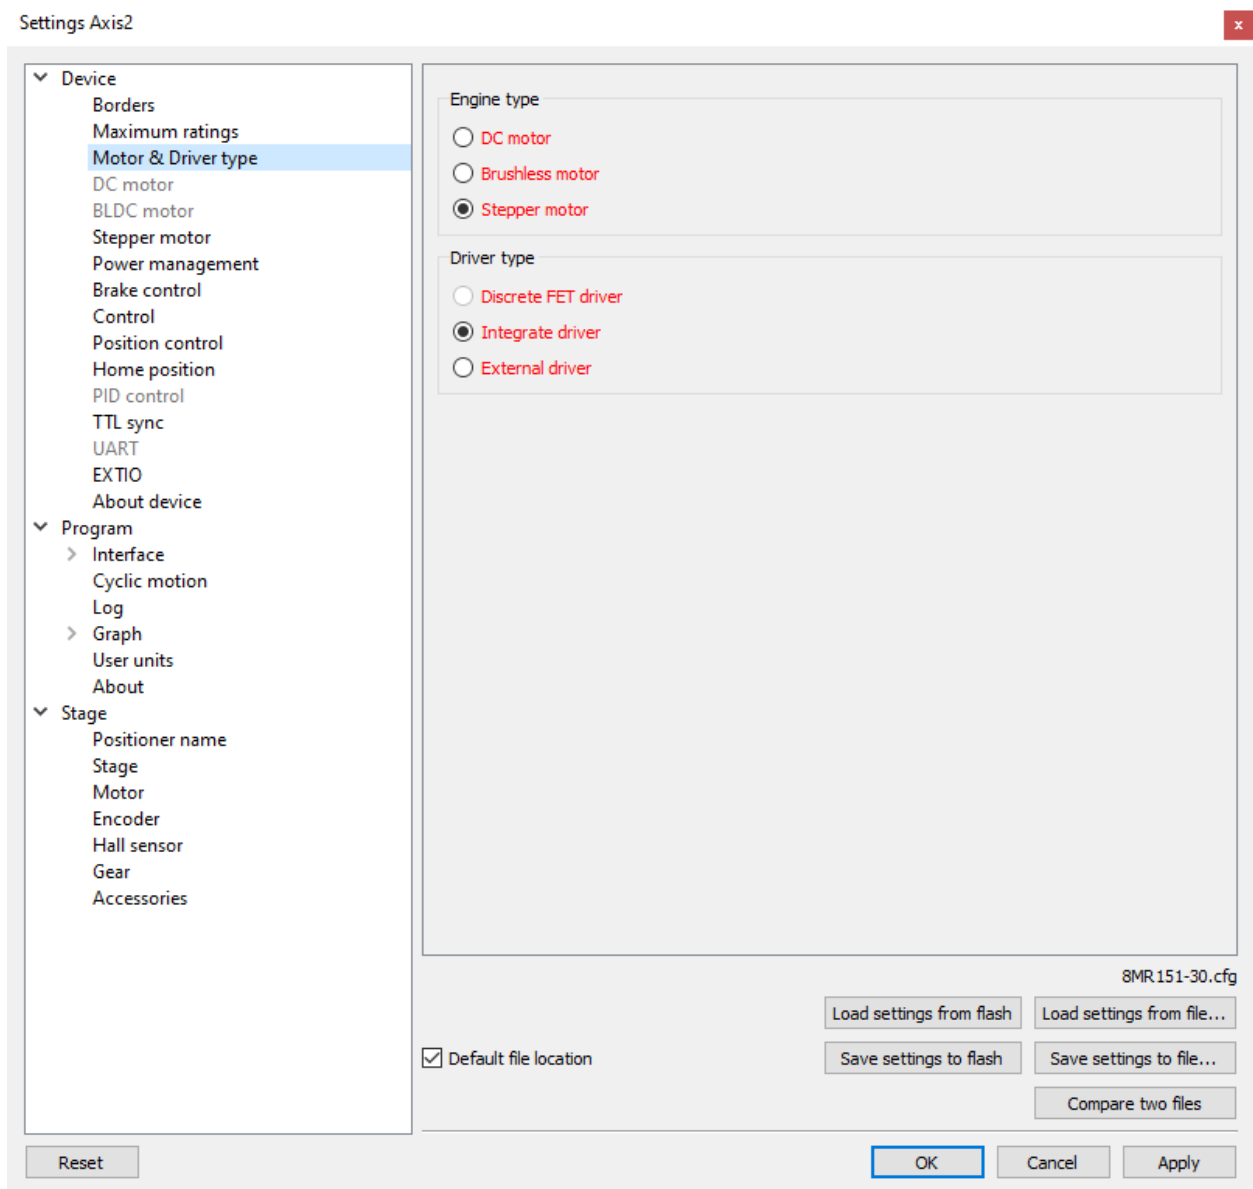 Settings Axis2
x
Device
Borders
Maximum ratings
Motor & Driver type
DC motor
BLDC motor
Stepper motor
Power management
Brake control
Control
Position control
Home position
PID control
TTL sync
UART
EXTIO
About device
Program
Interface
Cyclic motion
Log
Graph
User units
About
Stage
Positioner name
Stage
Motor
Encoder
Hall sensor
Gear
Accessories
Engine type
DC motor
Brushless motor
Stepper motor
Driver type
Discrete FET driver
Integrate driver
External driver
8MR151-30.cfg
Load settings from flash
Load settings from file...
Default file location
Save settings to flash
Save settings to file...
Compare two files
Reset
OK
Cancel
Apply